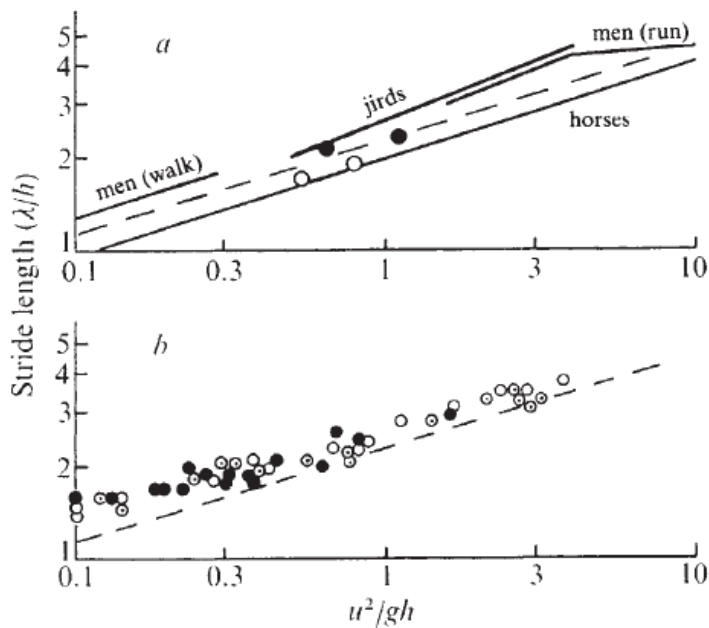 a
men (run)
5
4
jirds
3
horses
2
men (walk)
1
0.1 0.3 1 3 10
Stride length (λ/h)
b
5
4
3
2
1
0.1 0.3 1 3 10
u²/gh